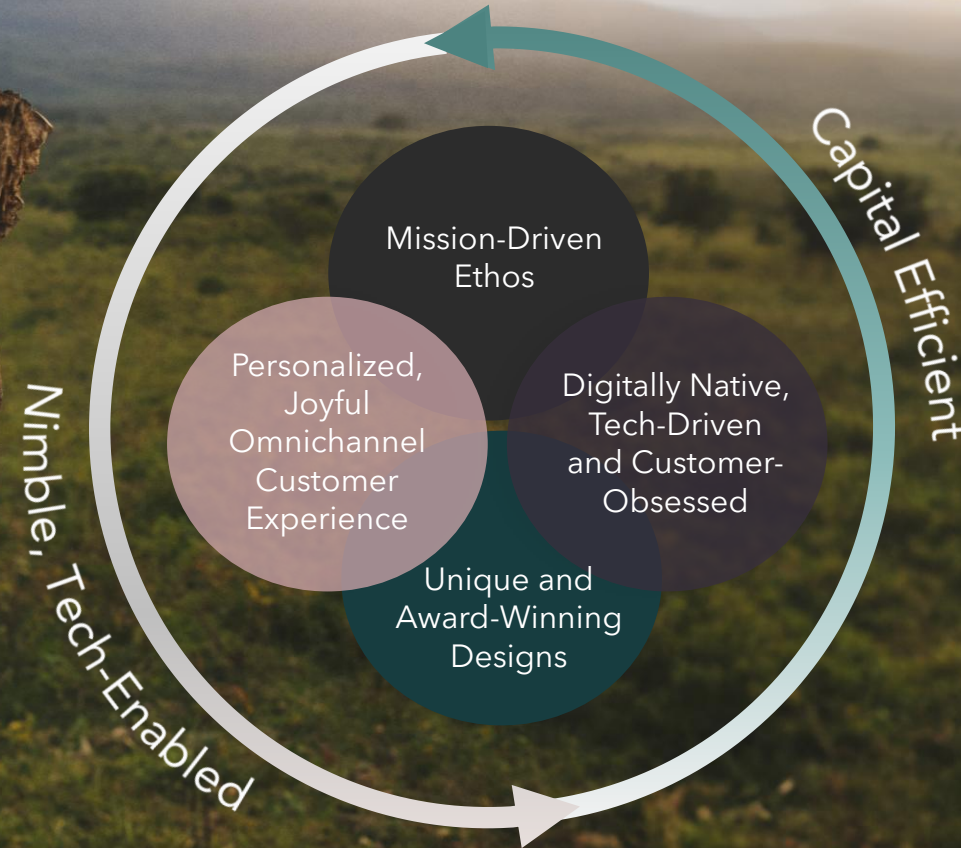 Mission-Driven
Ethos
Personalized,
Joyful
Omnichannel
Customer
Experience
Digitally Native,
Tech-Driven
and Customer-
Obsessed
Unique and
Award-Winning
Designs
Capital Efficient
Nimble, Tech-Enabled